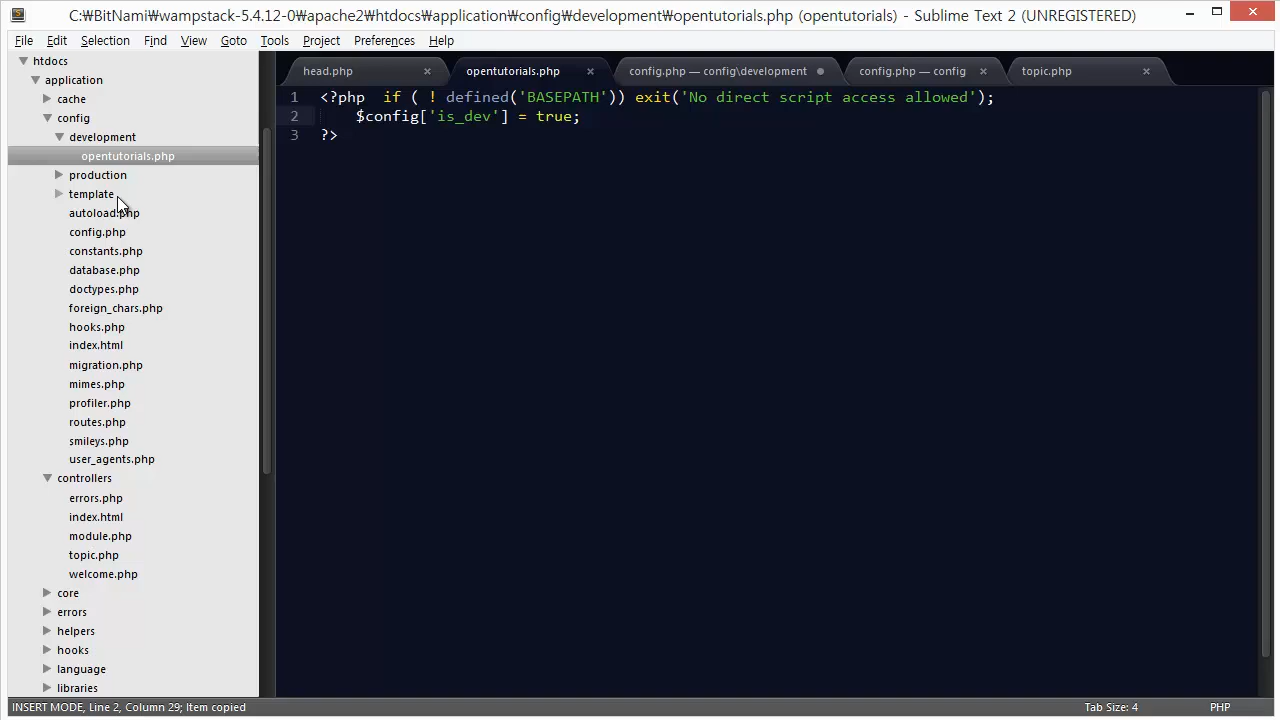 C:₩BitNami₩wampstack-5.4.12-0₩apache2₩htdocs₩application₩config₩development₩opentutorials.php (opentutorials) - Sublime Text 2 (UNREGISTERED)
File Edit Selection Find View Goto Tools Project Preferences Help
htdocs
application
cache
config
development
opentutorials.php
production
template
autoload.php
config.php
constants.php
database.php
doctypes.php
foreign_chars.php
hooks.php
index.html
migration.php
mimes.php
profiler.php
routes.php
smileys.php
user_agents.php
controllers
errors.php
index.html
module.php
topic.php
welcome.php
core
errors
helpers
hooks
language
libraries
head.php opentutorials.php config.php — config\development config.php — config topic.php
1 <?php if ( ! defined('BASEPATH')) exit('No direct script access allowed');
2 $config['is_dev'] = true;
3 ?>
INSERT MODE, Line 2, Column 29; Item copied Tab Size: 4 PHP